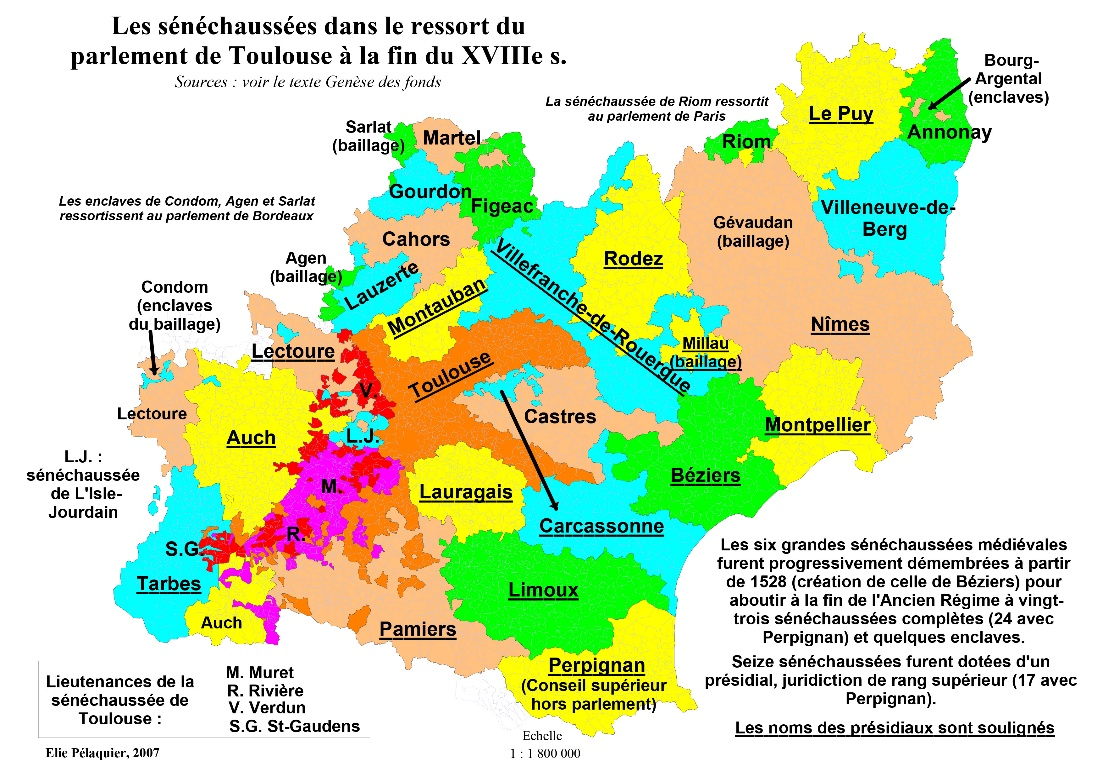 Les sénéchaussées dans le ressort du
parlement de Toulouse à la fin du XVIIIe s.
Sources : voir le texte Genèse des fonds
Bourg-
Argental
(enclaves)
La sénéchaussée de Riom ressortit
au parlement de Paris
Le Puy
Annonay
Riom
Sarlat
(baillage)
Martel
Gourdon
Figeac
Les enclaves de Condom, Agen et Sarlat
ressortissent au parlement de Bordeaux
Villeneuve-de-
Berg
Gévaudan
(baillage)
Cahors
Villefranche-de-Rouergue
Rodez
Agen
(baillage)
Lauzerte
Montauban
Condom
(enclaves
du baillage)
Nîmes
Millau
(baillage)
Lectoure
Toulouse
V.
Lectoure
Castres
Auch
L.J.
Montpellier
L.J. :
sénéchaussée
de L'Isle-
Jourdain
Béziers
M.
Lauragais
Carcassonne
R.
S.G.
Tarbes
Limoux
Auch
Pamiers
Perpignan
(Conseil supérieur
hors parlement)
Les six grandes sénéchaussées médiévales
furent progressivement démembrées à partir
de 1528 (création de celle de Béziers) pour
aboutir à la fin de l'Ancien Régime à vingt-
trois sénéchaussées complètes (24 avec
Perpignan) et quelques enclaves.
Seize sénéchaussées furent dotées d'un
présidial, juridiction de rang supérieur (17 avec
Perpignan).
Les noms des présidiaux sont soulignés
Lieutenances de la
sénéchaussée de
Toulouse :
M. Muret
R. Rivière
V. Verdun
S.G. St-Gaudens
Elie Pélaquier, 2007
Echelle
1 : 1 800 000